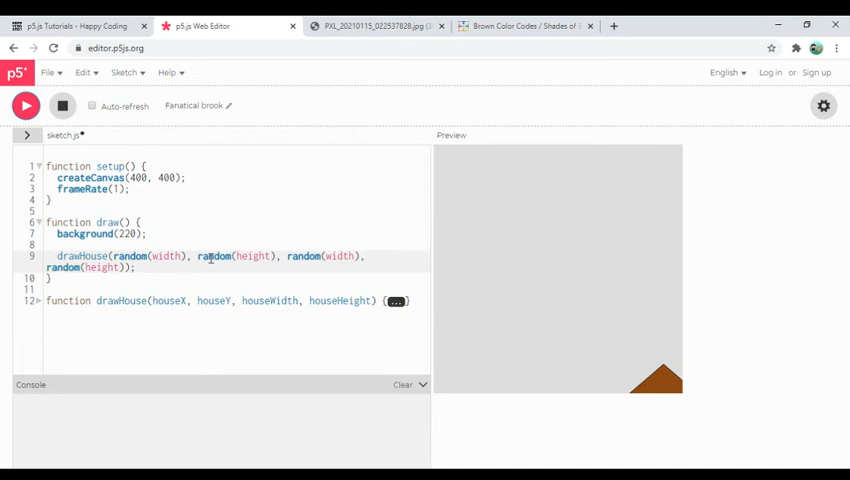 p5.js Tutorials - Happy Coding
p5.js Web Editor
PXL_20210115_022537828.jpg
Brown Color Codes / Shades of
editor.p5js.org
p5* File Edit Sketch Help English Log in or Sign up
Auto-refresh Fanatical brook
sketch.js Preview
1 function setup() {
2 createCanvas(400, 400);
3 frameRate(1);
4 }
5
6 function draw() {
7 background(220);
8
9 drawHouse(random(width), random(height), random(width),
random(height));
10 }
11
12 function drawHouse(houseX, houseY, houseWidth, houseHeight) {...}
Console Clear